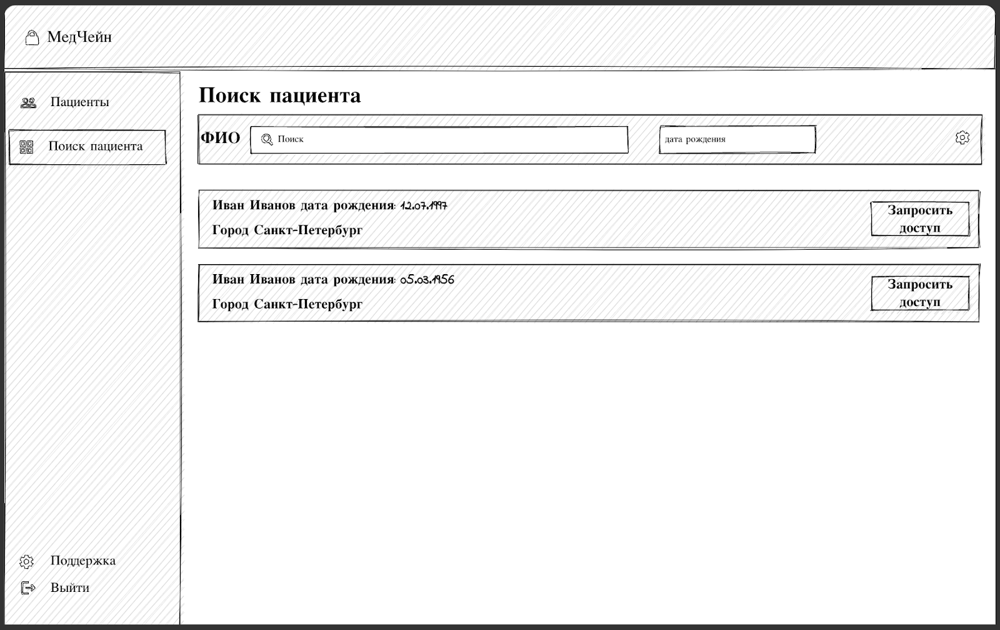 МедЧейн
Пациенты
Поиск пациента
Поиск пациента
ФИО
Поиск
дата рождения
Иван Иванов дата рождения: 12.07.1997
Город Санкт-Петербург
Запросить
доступ
Иван Иванов дата рождения: 05.03.1956
Город Санкт-Петербург
Запросить
доступ
Поддержка
Выйти